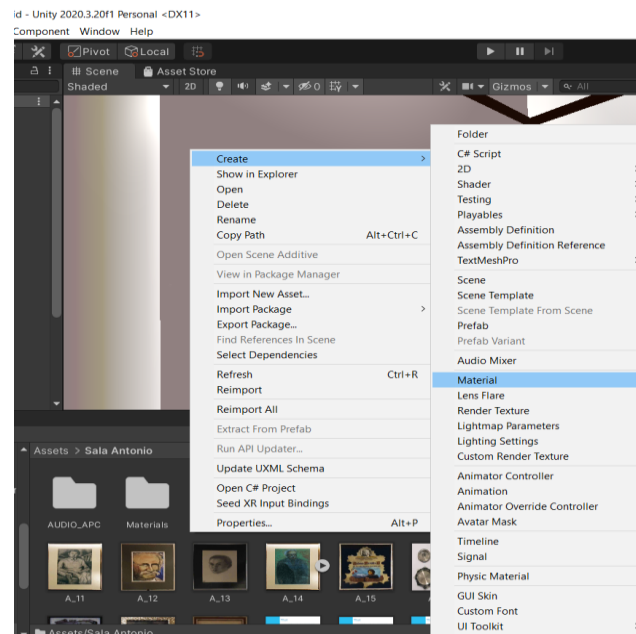 id - Unity 2020.3.20f1 Personal <DX11>
Component Window Help
Pivot Local
Scene Asset Store
Shaded 2D 0 Gizmos All
Create
Show in Explorer
Open
Delete
Rename
Copy Path Alt+Ctrl+C
Open Scene Additive
View in Package Manager
Import New Asset...
Import Package
Export Package...
Find References In Scene
Select Dependencies
Refresh Ctrl+R
Reimport
Reimport All
Extract From Prefab
Run API Updater...
Update UXML Schema
Open C# Project
Seed XR Input Bindings
Properties... Alt+P
Folder
C# Script
2D
Shader
Testing
Playables
Assembly Definition
Assembly Definition Reference
TextMeshPro
Scene
Scene Template
Scene Template From Scene
Prefab
Prefab Variant
Audio Mixer
Material
Lens Flare
Render Texture
Lightmap Parameters
Lighting Settings
Custom Render Texture
Animator Controller
Animation
Animator Override Controller
Avatar Mask
Timeline
Signal
Physic Material
GUI Skin
Custom Font
UI Toolkit
Assets > Sala Antonio
AUDIO_APC Materials
A_11 A_12 A_13 A_14 A_15
Assets/Sala Antonio